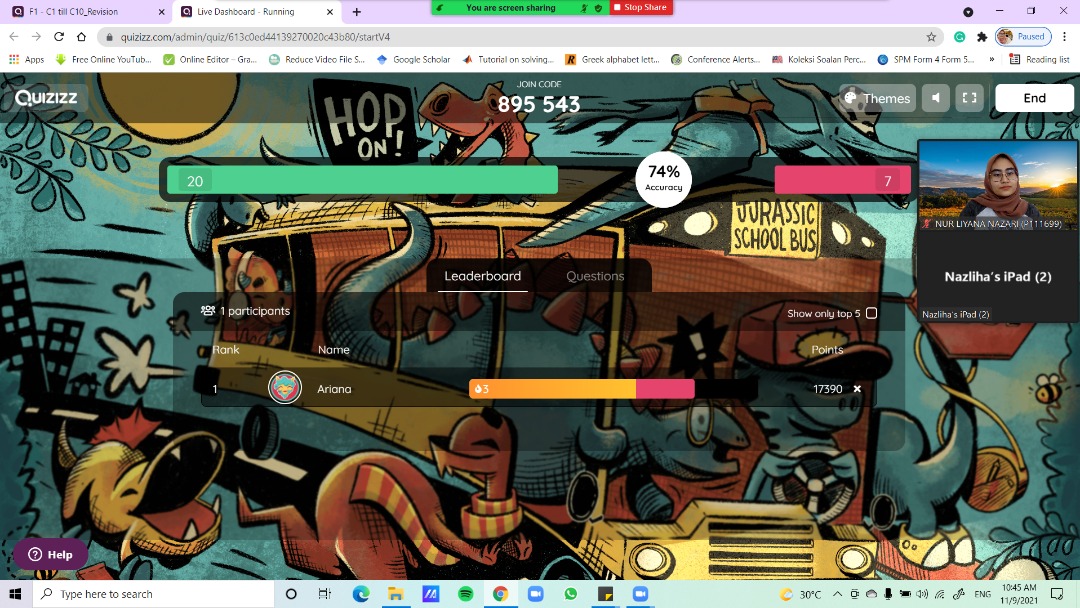 F1 - C1 till C10_Revision
Live Dashboard - Running
You are screen sharing
Stop Share
quizizz.com/admin/quiz/613c0ed44139270020c43b80/startV4
Paused
Apps
Free Online YouTub...
Online Editor - Gra...
Reduce Video File S...
Google Scholar
Tutorial on solving...
Greek alphabet lett...
Conference Alerts...
Koleksi Soalan Perc...
SPM Form 4 Form 5...
»
Reading list
QUIZIZZ
JOIN CODE
895 543
Themes
End
HOP ON!
20
74%
Accuracy
7
JURASSIC
SCHOOL BUS
NUR LIYANA NAZARI (P111699)
Nazliha's iPad (2)
Nazliha's iPad (2)
Leaderboard
Questions
1 participants
Show only top 5
Rank
Name
Points
1
Ariana
3
17390
Help
Type here to search
30°C
ENG
10:45 AM
11/9/2021